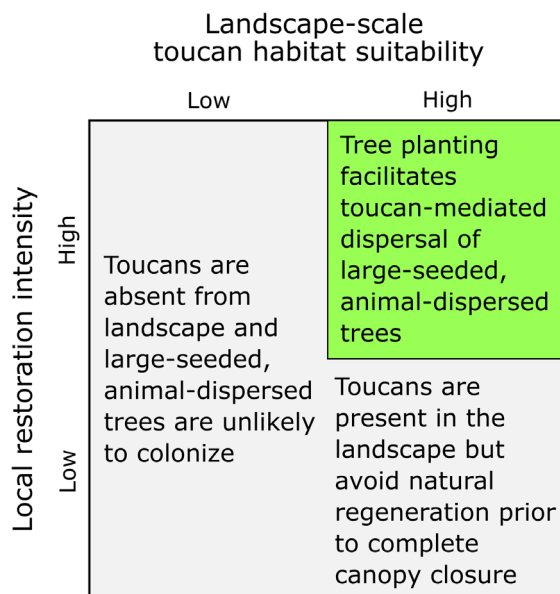 Landscape-scale
toucan habitat suitability
Low
High
Local restoration intensity
High
Low
Toucans are
absent from
landscape and
large-seeded,
animal-dispersed
trees are unlikely
to colonize
Tree planting
facilitates
toucan-mediated
dispersal of
large-seeded,
animal-dispersed
trees
Toucans are
present in the
landscape but
avoid natural
regeneration prior
to complete
canopy closure